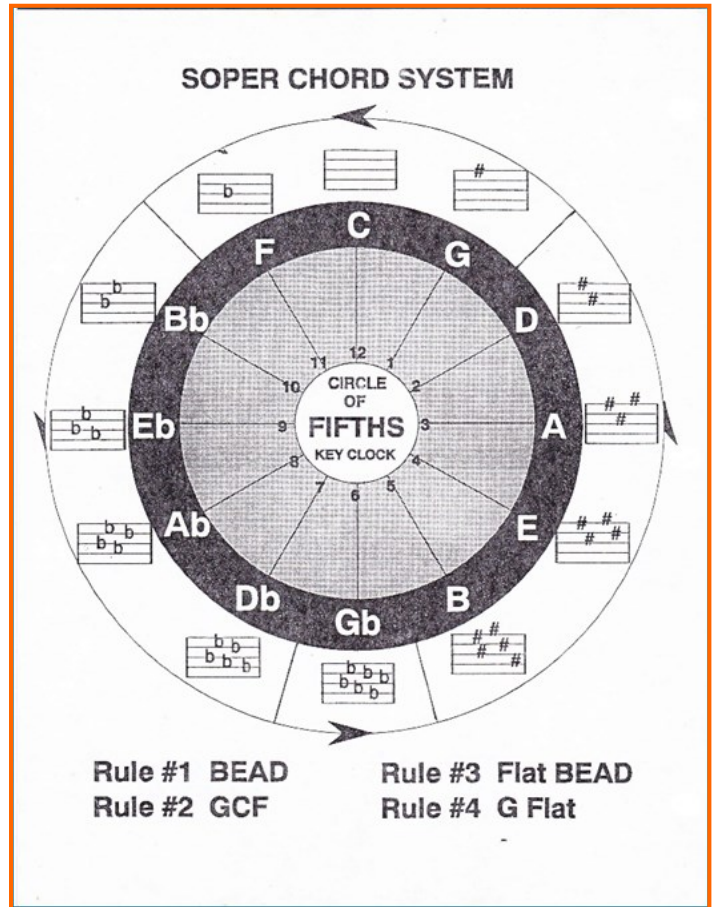 SOPER CHORD SYSTEM
b
#
C
F
G
b b
Bb
D
# #
11
12
1
10
2
CIRCLE
OF
b b b
Eb
9
FIFTHS
3
A
# # #
KEY CLOCK
8
4
7
6
5
b b b b
Ab
E
# # # #
Db
Gb
B
b b b b b
b b b b b b
# # # # #
Rule #1 BEAD
Rule #3 Flat BEAD
Rule #2 GCF
Rule #4 G Flat